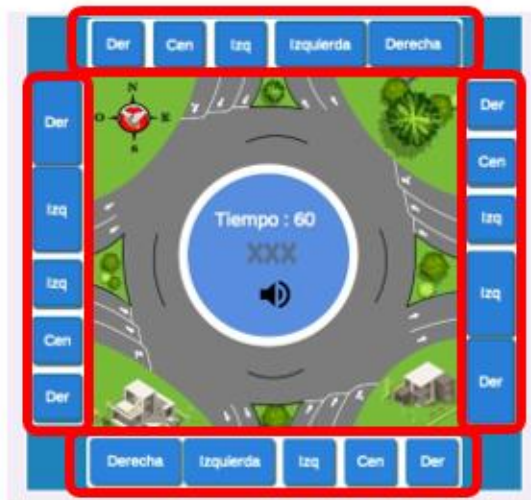 Der Cen Izq Izquierda Derecha
Der
Izq
Izq
Cen
Der
N
O E
S
Tiempo : 60
XXX
Der
Cen
Izq
Izq
Der
Derecha Izquierda Izq Cen Der